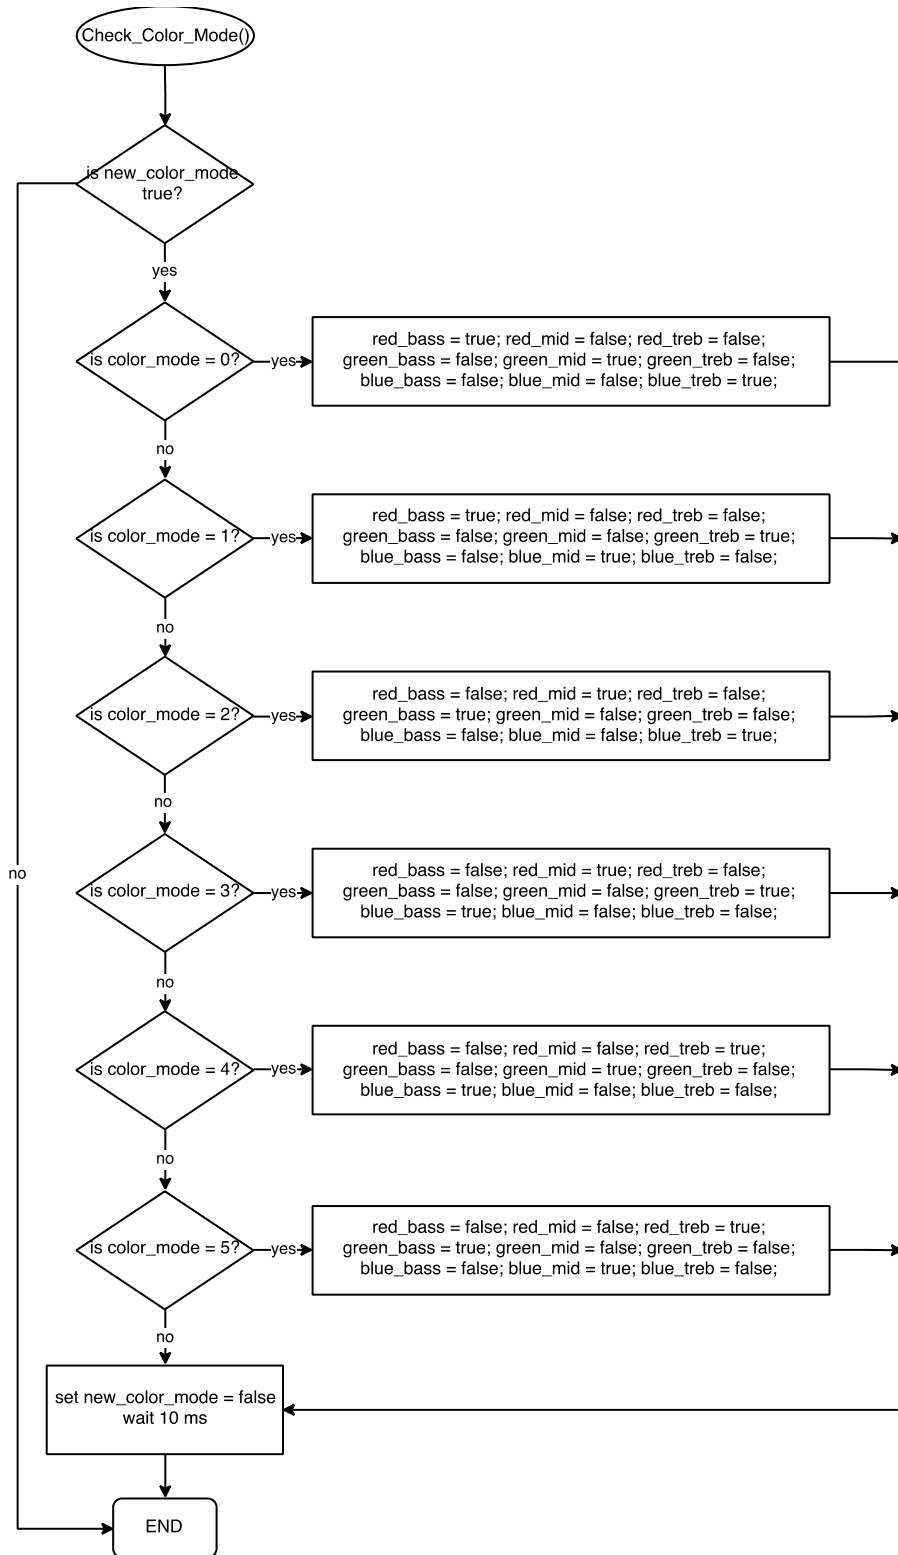 Check_Color_Mode()
is new_color_mode
true?
yes
is color_mode = 0?
yes
red_bass = true; red_mid = false; red_treb = false;
green_bass = false; green_mid = true; green_treb = false;
blue_bass = false; blue_mid = false; blue_treb = true;
no
is color_mode = 1?
yes
red_bass = true; red_mid = false; red_treb = false;
green_bass = false; green_mid = false; green_treb = true;
blue_bass = false; blue_mid = true; blue_treb = false;
no
is color_mode = 2?
yes
red_bass = false; red_mid = true; red_treb = false;
green_bass = true; green_mid = false; green_treb = false;
blue_bass = false; blue_mid = false; blue_treb = true;
no
no
is color_mode = 3?
yes
red_bass = false; red_mid = true; red_treb = false;
green_bass = false; green_mid = false; green_treb = true;
blue_bass = true; blue_mid = false; blue_treb = false;
no
is color_mode = 4?
yes
red_bass = false; red_mid = false; red_treb = true;
green_bass = false; green_mid = true; green_treb = false;
blue_bass = true; blue_mid = false; blue_treb = false;
no
is color_mode = 5?
yes
red_bass = false; red_mid = false; red_treb = true;
green_bass = true; green_mid = false; green_treb = false;
blue_bass = false; blue_mid = true; blue_treb = false;
no
set new_color_mode = false
wait 10 ms
END